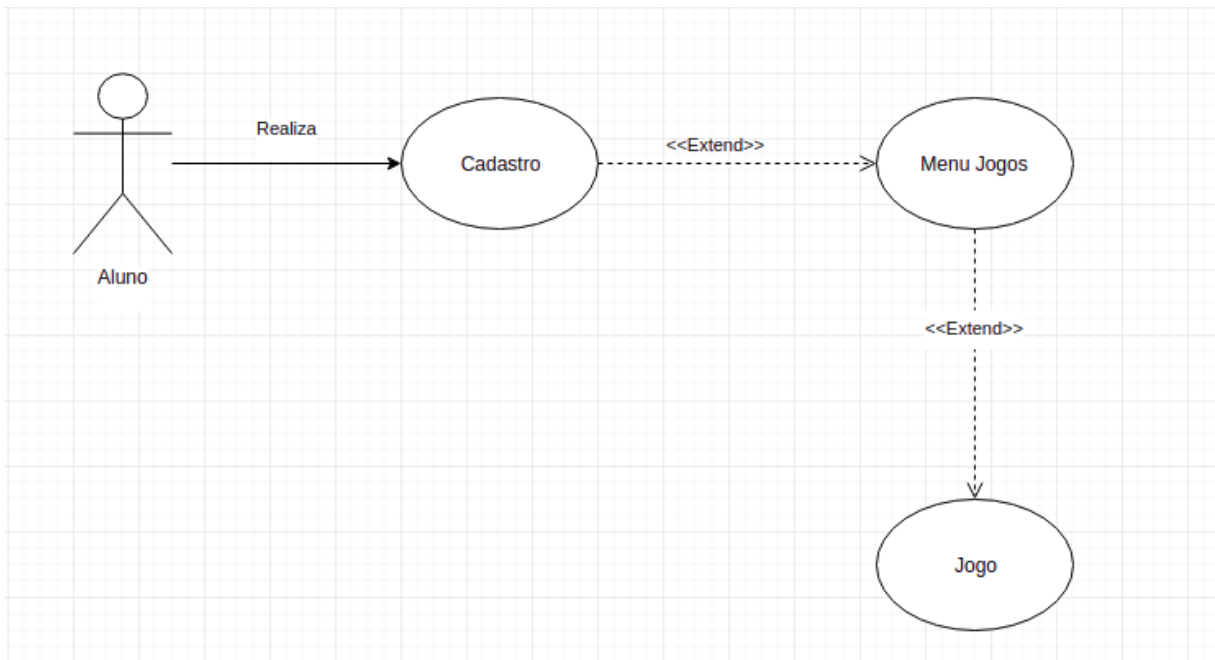 Realiza
Cadastro
<<Extend>>
Menu Jogos
Aluno
<<Extend>>
Jogo